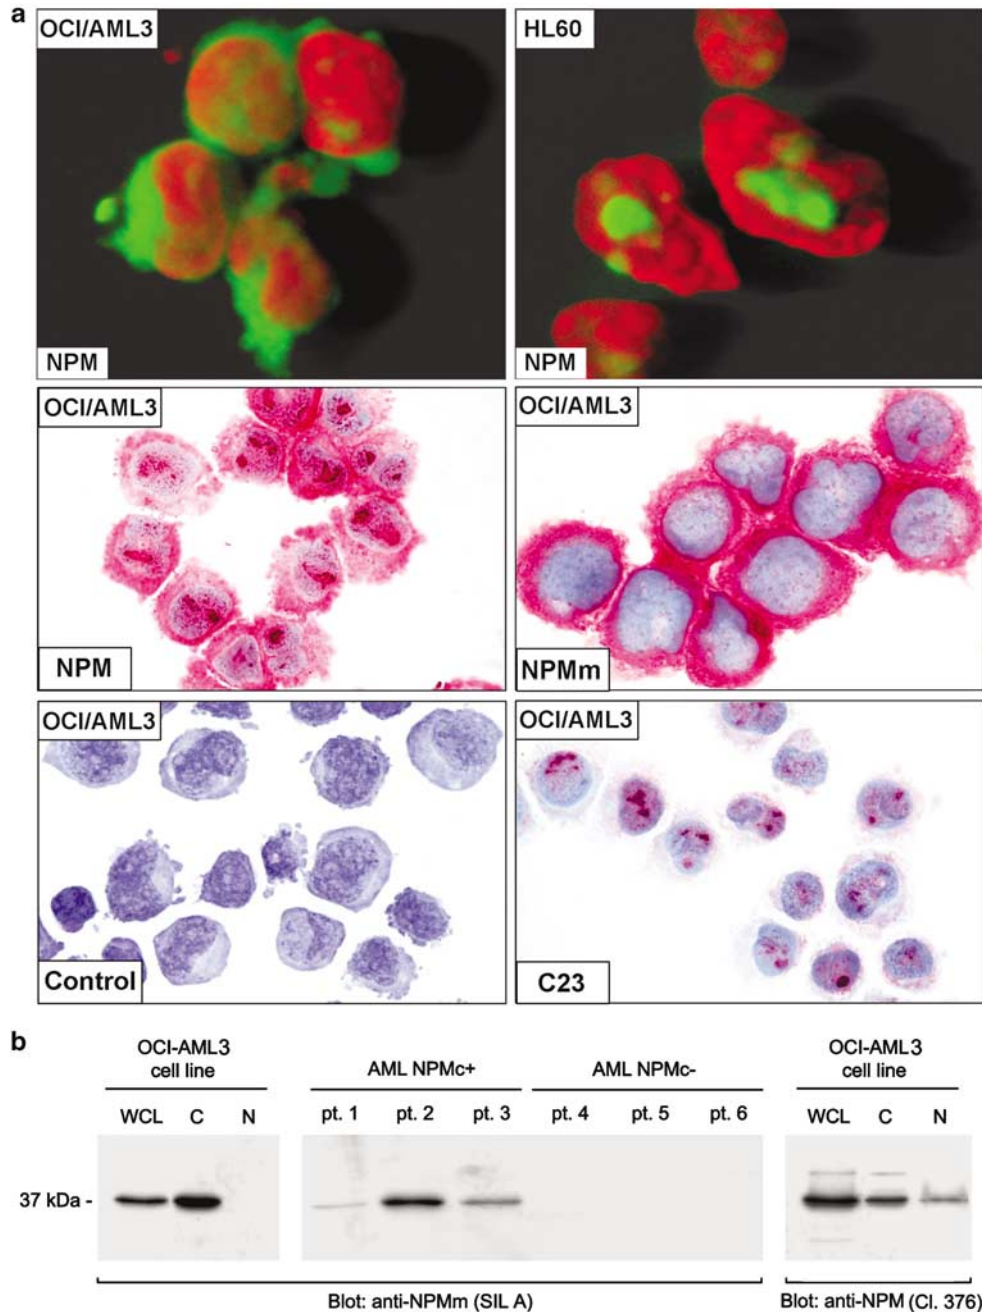 a
OCI/AML3
HL60
NPM
NPM
OCI/AML3
OCI/AML3
NPM
NPMm
OCI/AML3
OCI/AML3
Control
C23
b
OCI-AML3
cell line
AML NPMc+
AML NPMc-
OCI-AML3
cell line
WCL C N
pt. 1 pt. 2 pt. 3 pt. 4 pt. 5 pt. 6
WCL C N
37 kDa -
Blot: anti-NPMm (SIL A)
Blot: anti-NPM (Cl. 376)